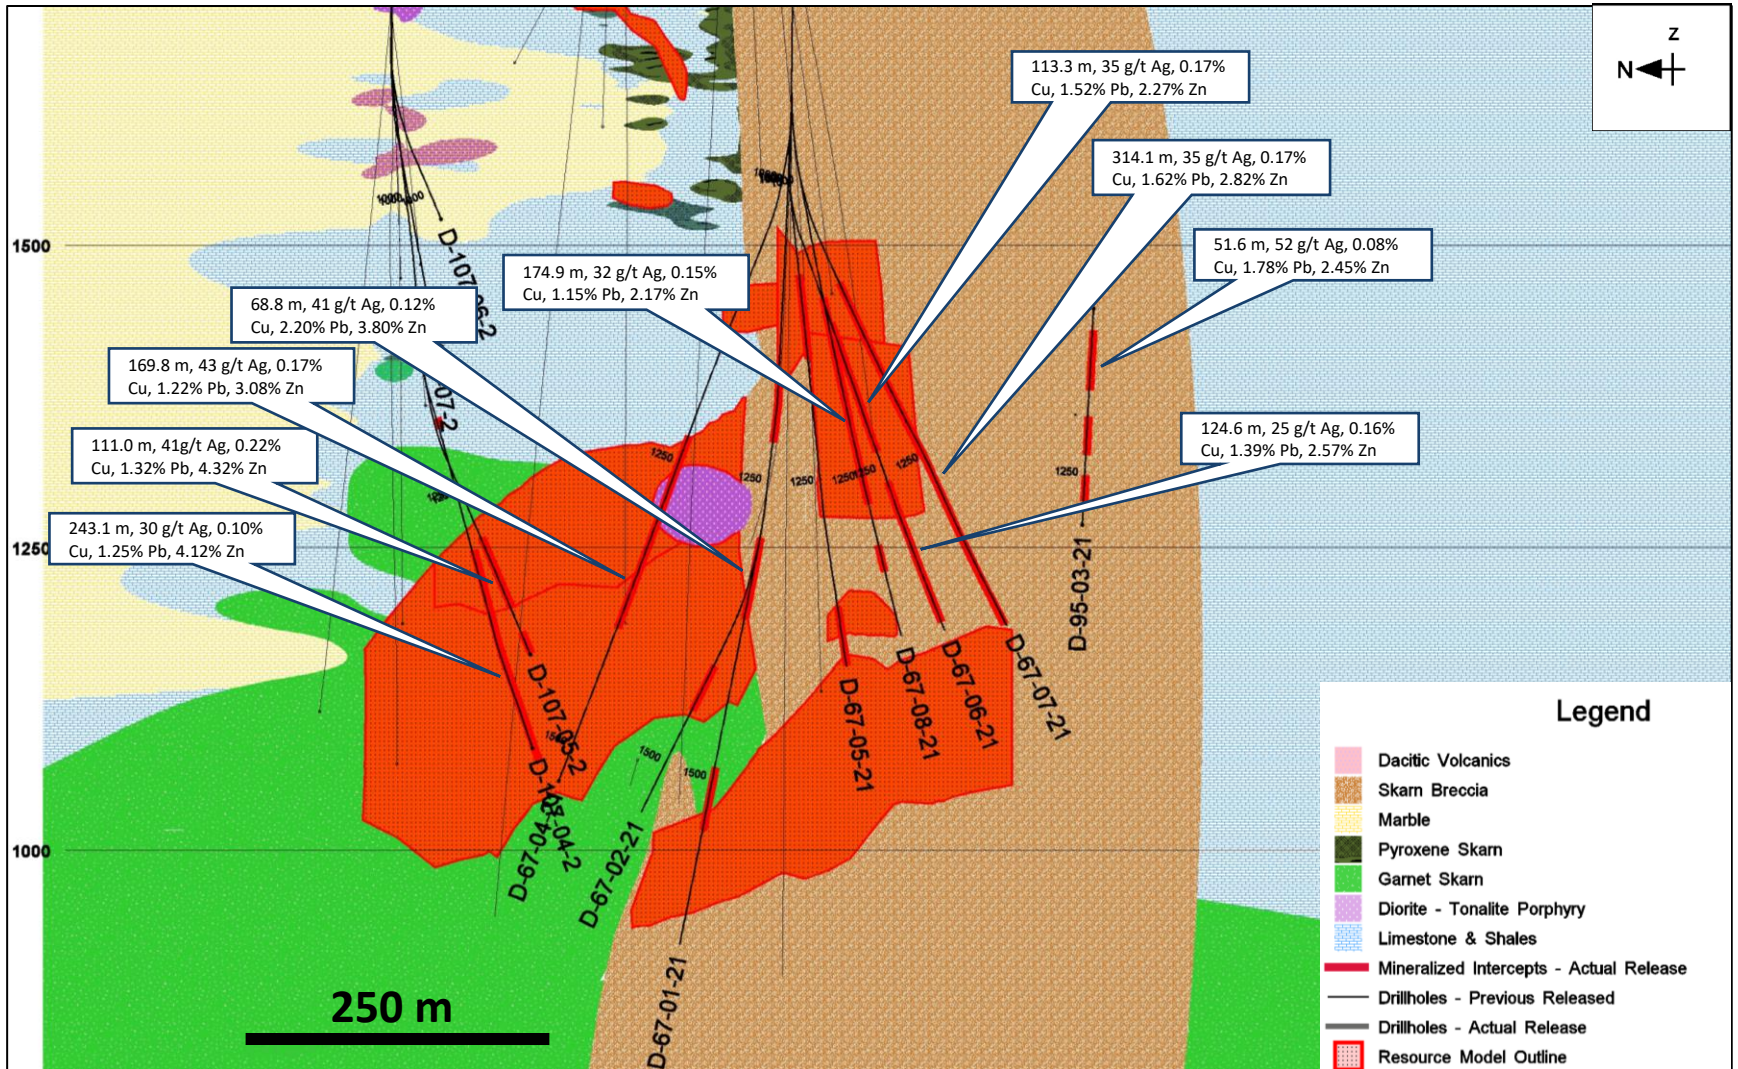 Z
N
113.3 m, 35 g/t Ag, 0.17%
Cu, 1.52% Pb, 2.27% Zn
314.1 m, 35 g/t Ag, 0.17%
Cu, 1.62% Pb, 2.82% Zn
51.6 m, 52 g/t Ag, 0.08%
Cu, 1.78% Pb, 2.45% Zn
1500
174.9 m, 32 g/t Ag, 0.15%
Cu, 1.15% Pb, 2.17% Zn
68.8 m, 41 g/t Ag, 0.12%
Cu, 2.20% Pb, 3.80% Zn
169.8 m, 43 g/t Ag, 0.17%
Cu, 1.22% Pb, 3.08% Zn
111.0 m, 41g/t Ag, 0.22%
Cu, 1.32% Pb, 4.32% Zn
124.6 m, 25 g/t Ag, 0.16%
Cu, 1.39% Pb, 2.57% Zn
243.1 m, 30 g/t Ag, 0.10%
Cu, 1.25% Pb, 4.12% Zn
1250
1250
1250
1250
1250
1250
1250
D-95-03-21
D-67-07-21
D-67-06-21
D-67-08-21
D-67-05-21
D-107-05-2
D-67-02-21
D-67-01-21
1500
1500
1000
250 m
Legend
Dacitic Volcanics
Skarn Breccia
Marble
Pyroxene Skarn
Garnet Skarn
Diorite - Tonalite Porphyry
Limestone & Shales
Mineralized Intercepts - Actual Release
Drillholes - Previous Released
Drillholes - Actual Release
Resource Model Outline